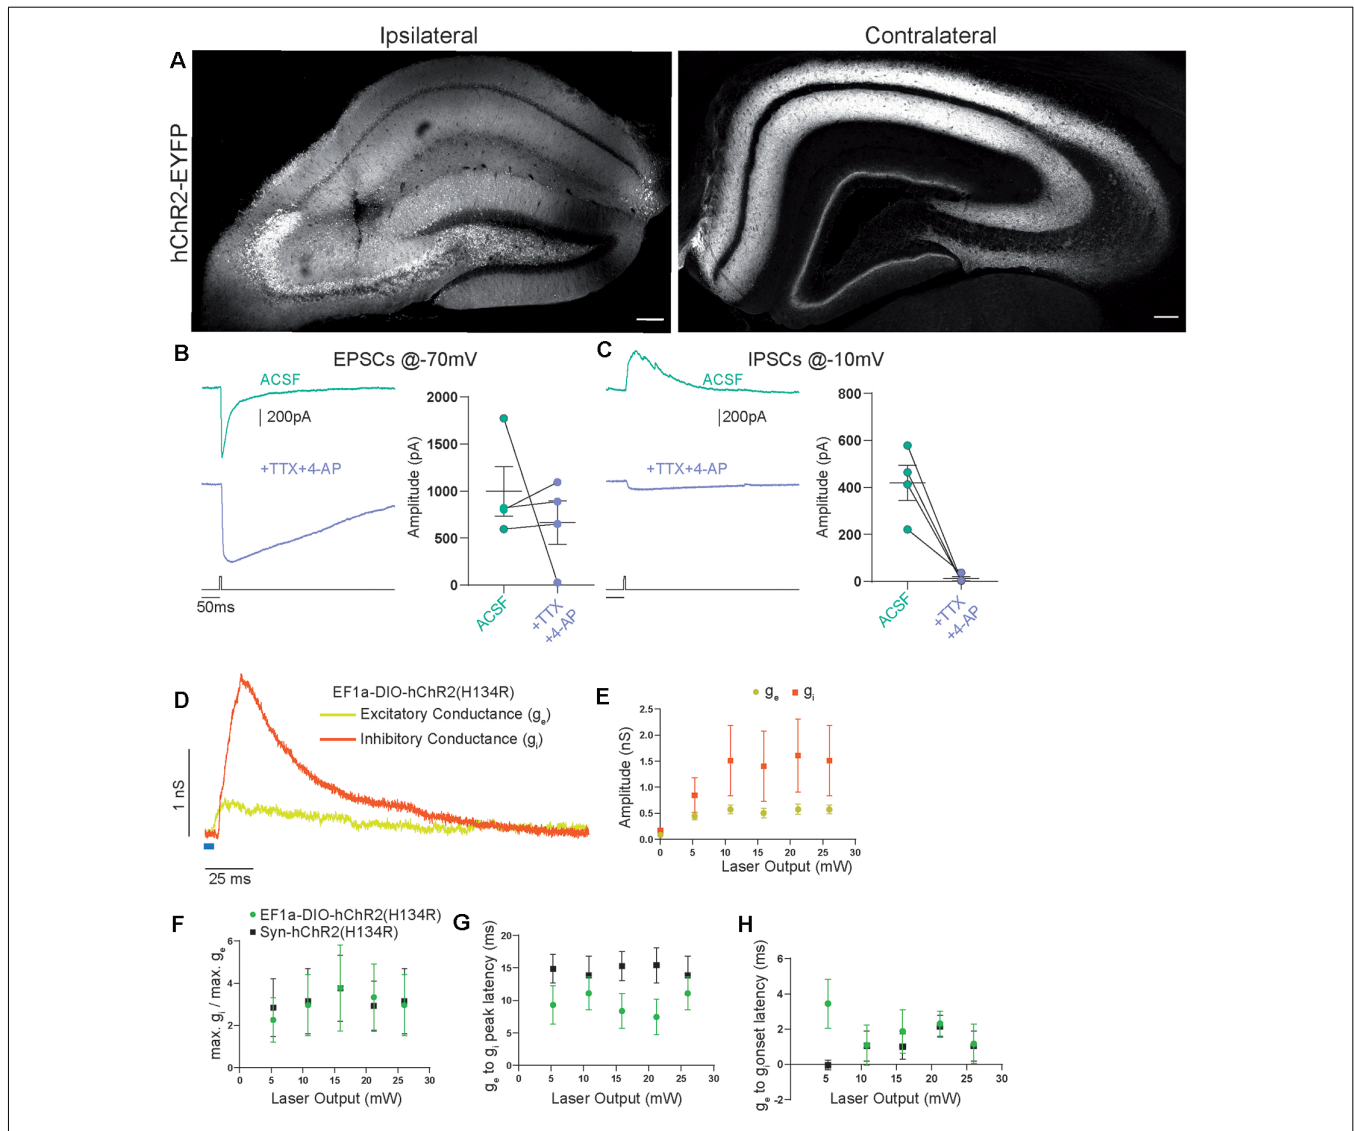 Ipsilateral
Contralateral
A
hChR2-EYFP
B
EPSCs @-70mV
ACSF
200pA
+TTX+4-AP
50ms
Amplitude (pA)
2000
1500
1000
500
0
ACSF
+TTX
+4-AP
C
IPSCs @-10mV
ACSF
200pA
+TTX+4-AP
Amplitude (pA)
800
600
400
200
0
ACSF
+TTX
+4-AP
D
EF1a-DIO-hChR2(H134R)
Excitatory Conductance (ge)
Inhibitory Conductance (gi)
1 nS
25 ms
E
ge gi
Amplitude (nS)
2.5
2.0
1.5
1.0
0.5
0.0
0 5 10 15 20 25 30
Laser Output (mW)
F
EF1a-DIO-hChR2(H134R)
Syn-hChR2(H134R)
max. gi / max. ge
6
4
2
0
0 5 10 15 20 25 30
Laser Output (mW)
G
ge to gi peak latency (ms)
20
15
10
5
0
0 5 10 15 20 25 30
Laser Output (mW)
H
ge to gi onset latency (ms)
6
4
2
0
-2
5 10 15 20 25 30
Laser Output (mW)